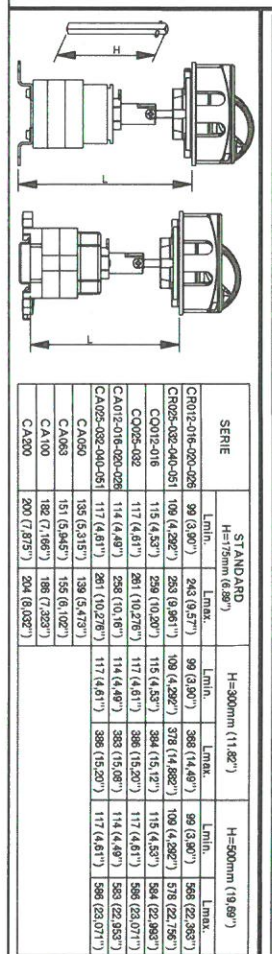 H
L
L
SERIE STANDARD H=175mm (6.89") H=300mm (11.82") H=500mm (19,69")
Lmin. Lmax. Lmin. Lmax. Lmin. Lmax.
CR012-016-020-026 99 (3,90") 243 (9,57") 99 (3,90") 368 (14,49") 99 (3,90") 568 (22,363")
CR025-032-040-051 109 (4,292") 253 (9,961") 109 (4,292") 378 (14,882") 109 (4,292") 578 (22,756")
CQ012-016 115 (4,53") 259 (10,20") 115 (4,53") 384 (15,12") 115 (4,53") 584 (22,993")
CQ025-032 117 (4,61") 261 (10,276") 117 (4,61") 386 (15,20") 117 (4,61") 586 (23,071")
CA012-016-020-026 114 (4,49") 258 (10,16") 114 (4,49") 383 (15,08") 114 (4,49") 583 (22,953")
CA025-032-040-051 117 (4,61") 261 (10,276") 117 (4,61") 386 (15,20") 117 (4,61") 586 (23,071")
CA050 135 (5,315") 139 (5,473")
CA063 151 (5,945") 155 (6,102")
CA100 182 (7,166") 186 (7,323")
CA200 200 (7,875") 204 (8,032")